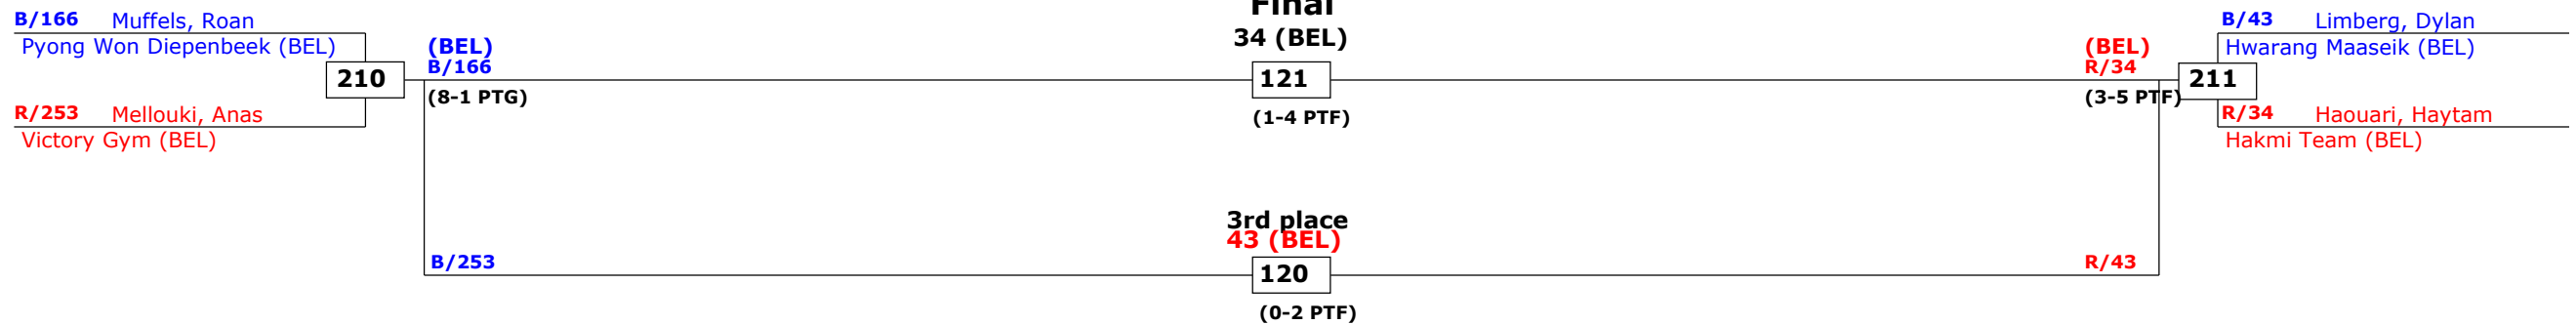 Final
34 (BEL)
B/166 Muffels, Roan
Pyong Won Diepenbeek (BEL)
210
R/253 Mellouki, Anas
Victory Gym (BEL)
(BEL)
B/166
(8-1 PTG)
121
(1-4 PTF)
(BEL)
R/34
(3-5 PTF)
211
B/43 Limberg, Dylan
Hwarang Maaseik (BEL)
R/34 Haouari, Haytam
Hakmi Team (BEL)
3rd place
43 (BEL)
B/253
120
R/43
(0-2 PTF)